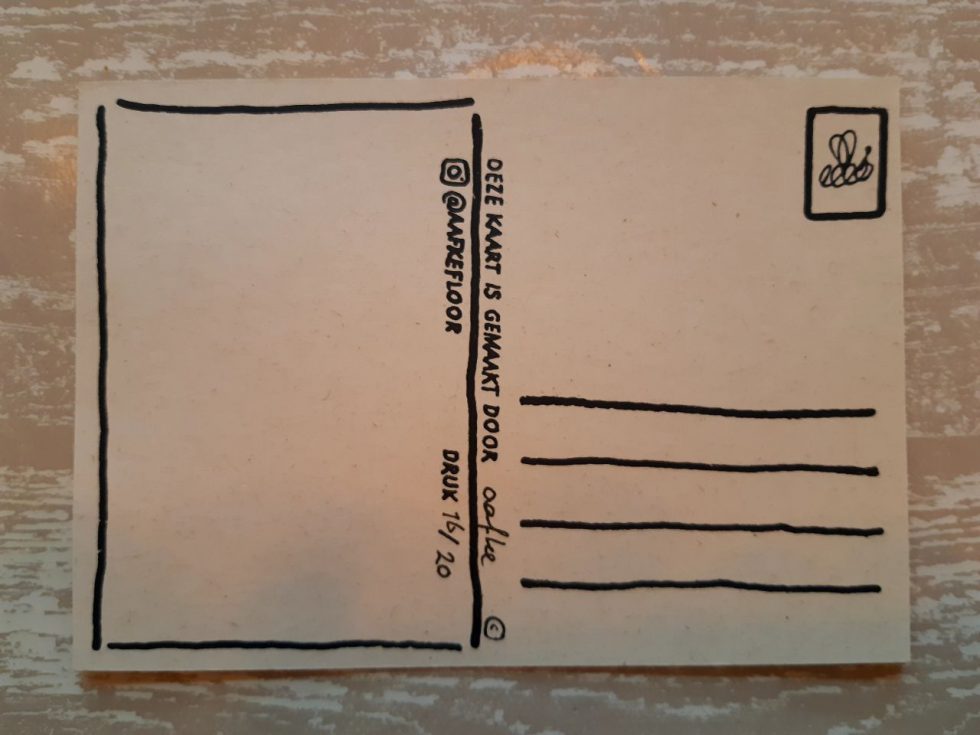 DEZE KAART IS GEMAAKT DOOR aafke ©
@AAFKEFLOOR
DRUK 16/20